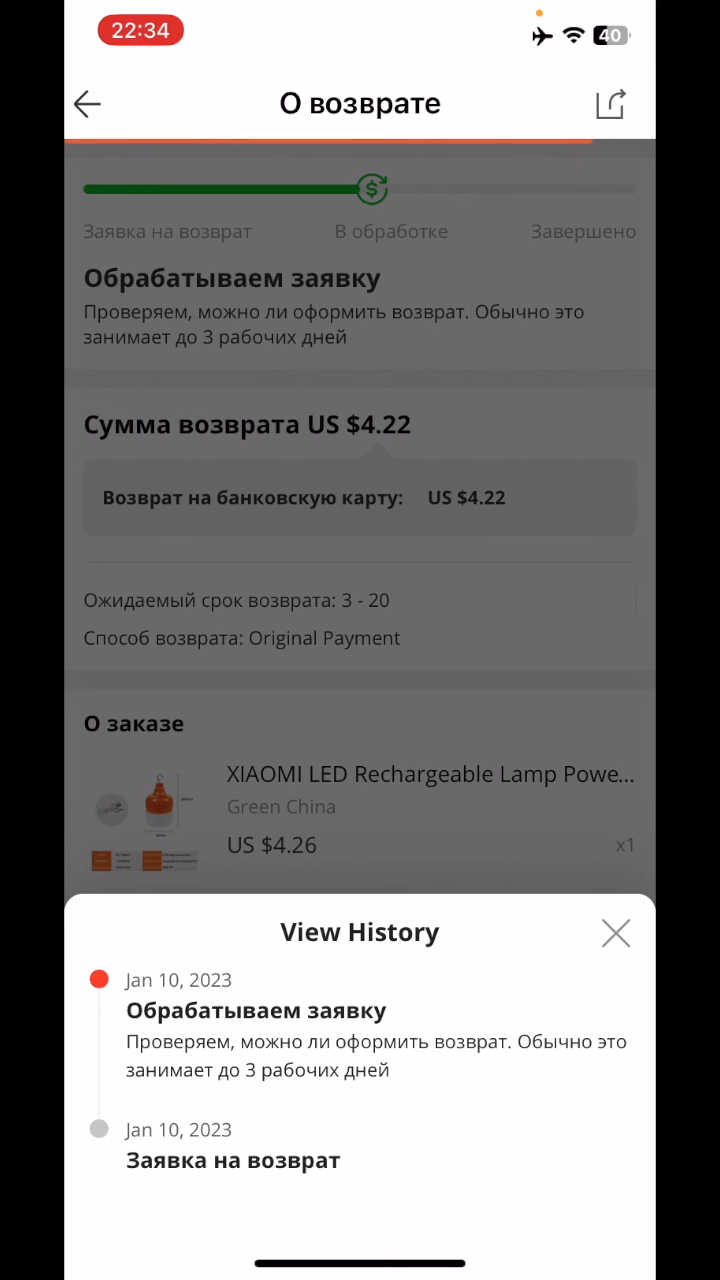 22:34
40
О возврате
Заявка на возврат
В обработке
Завершено
Обрабатываем заявку
Проверяем, можно ли оформить возврат. Обычно это
занимает до 3 рабочих дней
Сумма возврата US $4.22
Возврат на банковскую карту: US $4.22
Ожидаемый срок возврата: 3 - 20
Способ возврата: Original Payment
О заказе
XIAOMI LED Rechargeable Lamp Powe...
Green China
US $4.26
x1
View History
Jan 10, 2023
Обрабатываем заявку
Проверяем, можно ли оформить возврат. Обычно это
занимает до 3 рабочих дней
Jan 10, 2023
Заявка на возврат